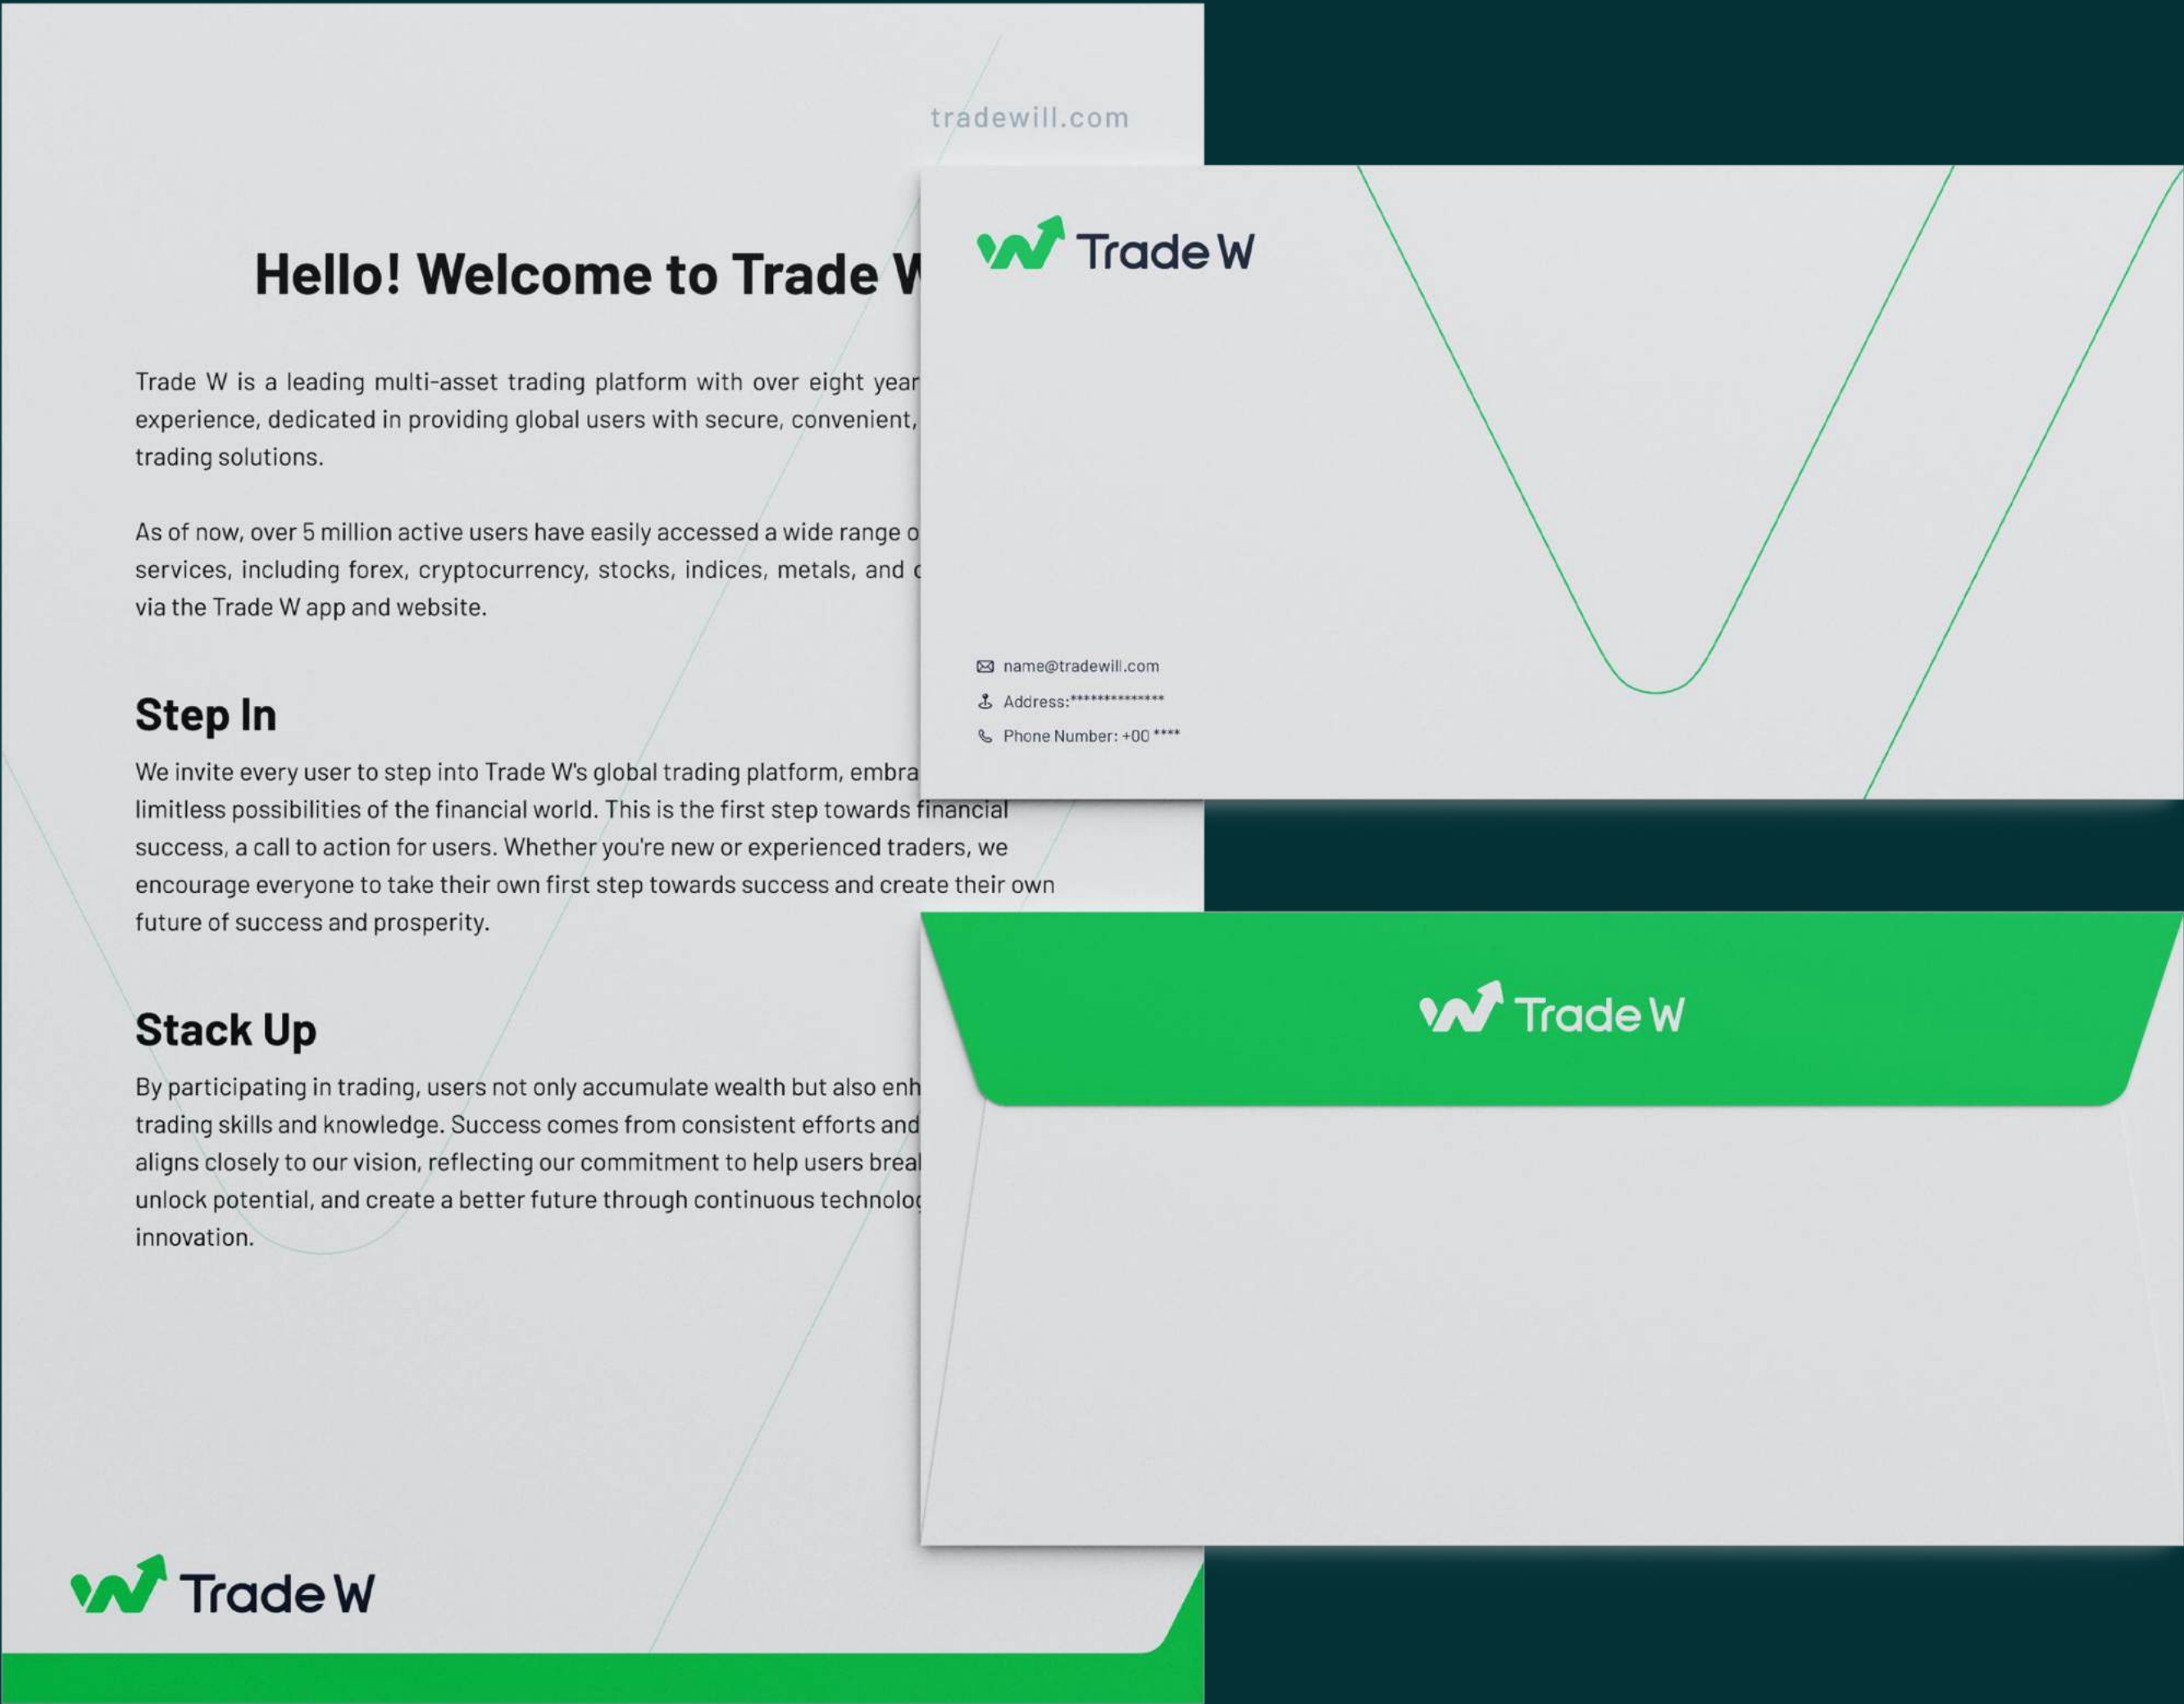 tradewill.com
Hello! Welcome to Trade
Trade W is a leading multi-asset trading platform with over eight
experience, dedicated in providing global users with secure, convenient,
trading solutions.
As of now, over 5 million active users have easily accessed a wide range
services, including forex, cryptocurrency, stocks, indices, metals, and
via the Trade W app and website.
Step In
We invite every user to step into Trade W's global trading platform,
limitless possibilities of the financial world. This is the first step towards financial
success, a call to action for users. Whether you're new or experienced traders, we
encourage everyone to take their own first step towards success and create their own
future of success and prosperity.
Stack Up
By participating in trading, users not only accumulate wealth but also
trading skills and knowledge. Success comes from consistent efforts and
aligns closely to our vision, reflecting our commitment to help users
unlock potential, and create a better future through continuous
innovation.
Trade W
Trade W
name@tradewill.com
Address:**************
Phone Number: +00 ****
Trade W